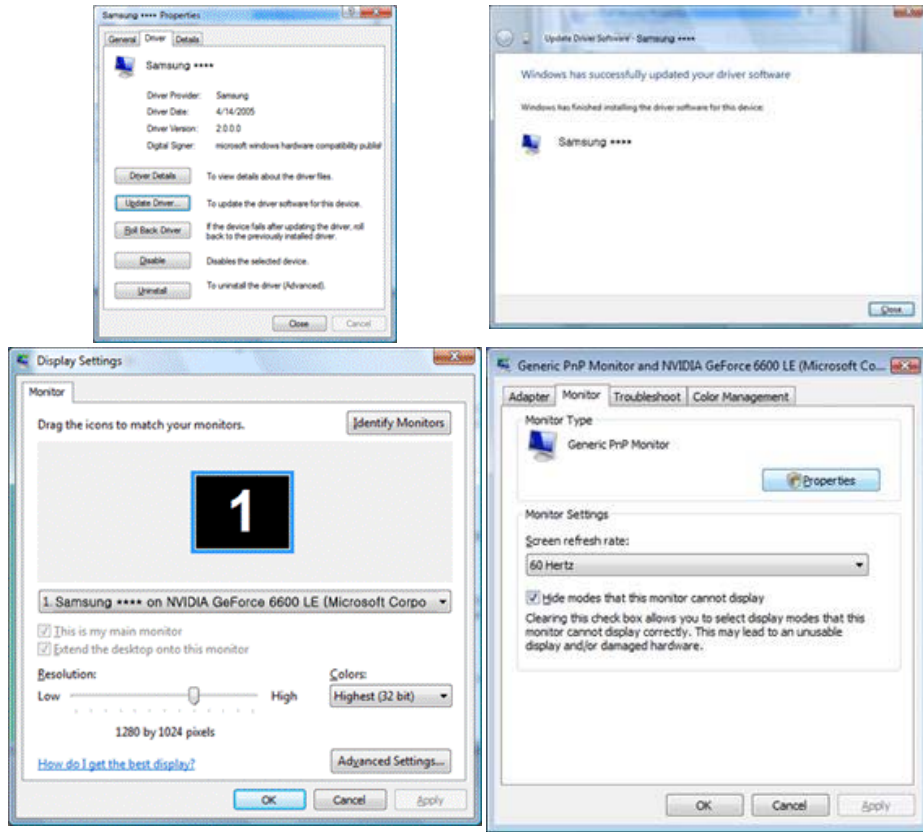 Samsung **** Properties
General Driver Details
Samsung ****
Driver Provider: Samsung
Driver Date: 4/14/2005
Driver Version: 2.0.0.0
Digital Signer: microsoft windows hardware compatibility publisl
Driver Details To view details about the driver files.
Update Driver... To update the driver software for this device.
Roll Back Driver If the device fails after updating the driver, roll
back to the previously installed driver.
Disable Disables the selected device.
Uninstall To uninstall the driver (Advanced).
Close Cancel
Update Driver Software - Samsung ****
Windows has successfully updated your driver software
Windows has finished installing the driver software for this device:
Samsung ****
Close
Display Settings
Monitor
Drag the icons to match your monitors. Identify Monitors
1
1. Samsung **** on NVIDIA GeForce 6600 LE (Microsoft Corpo
This is my main monitor
Extend the desktop onto this monitor
Resolution: Colors:
Low High Highest (32 bit)
1280 by 1024 pixels
How do I get the best display? Advanced Settings...
OK Cancel Apply
Generic PnP Monitor and NVIDIA GeForce 6600 LE (Microsoft Co...
Adapter Monitor Troubleshoot Color Management
Monitor Type
Generic PnP Monitor
Properties
Monitor Settings
Screen refresh rate:
60 Hertz
Hide modes that this monitor cannot display
Clearing this check box allows you to select display modes that this
monitor cannot display correctly. This may lead to an unusable
display and/or damaged hardware.
OK Cancel Apply